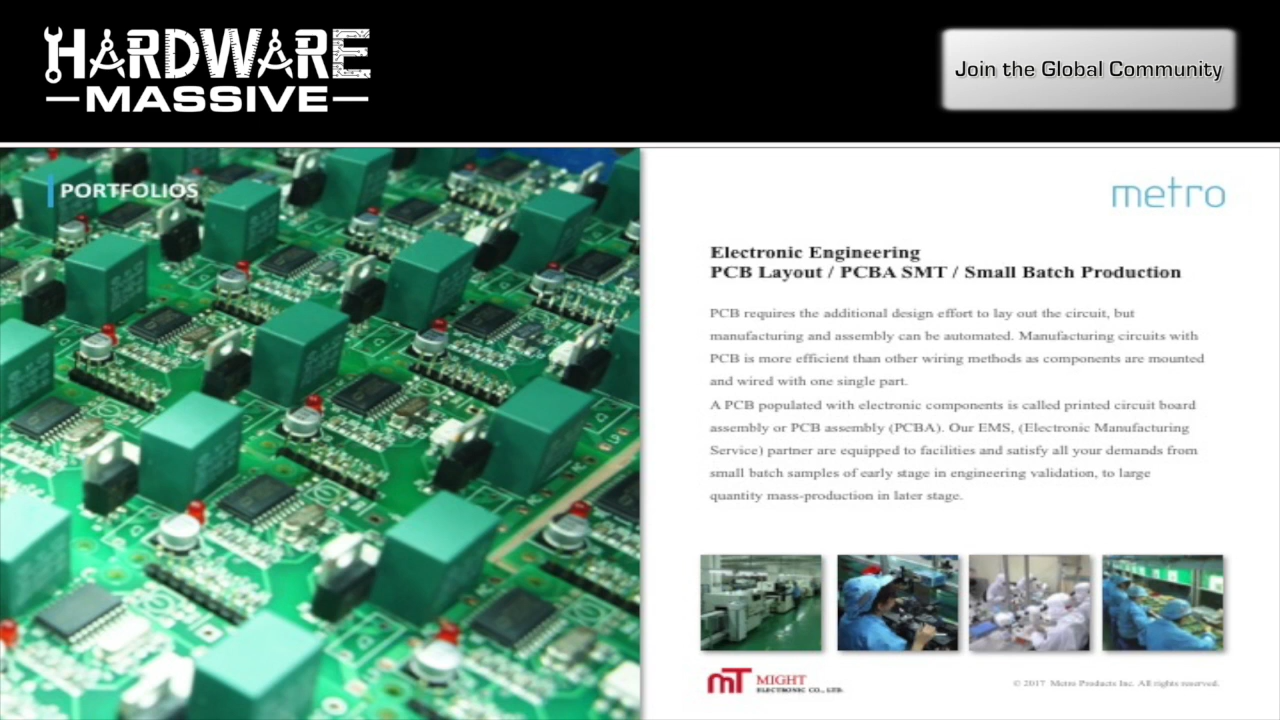 HARDWARE
MASSIVE
Join the Global Community
PORTFOLIOS
metro
Electronic Engineering
PCB Layout / PCBA SMT / Small Batch Production
PCB requires the additional design effort to lay out the circuit, but
manufacturing and assembly can be automated. Manufacturing circuits with
PCB is more efficient than other wiring methods as components are mounted
and wired with one single part.
A PCB populated with electronic components is called printed circuit board
assembly or PCB assembly (PCBA). Our EMS, (Electronic Manufacturing
Service) partner are equipped to facilities and satisfy all your demands from
small batch samples of early stage in engineering validation, to large
quantity mass-production in later stage.
mT MIGHT
ELECTRONIC CO., LTD.
© 2017 Metro Products Inc. All rights reserved.